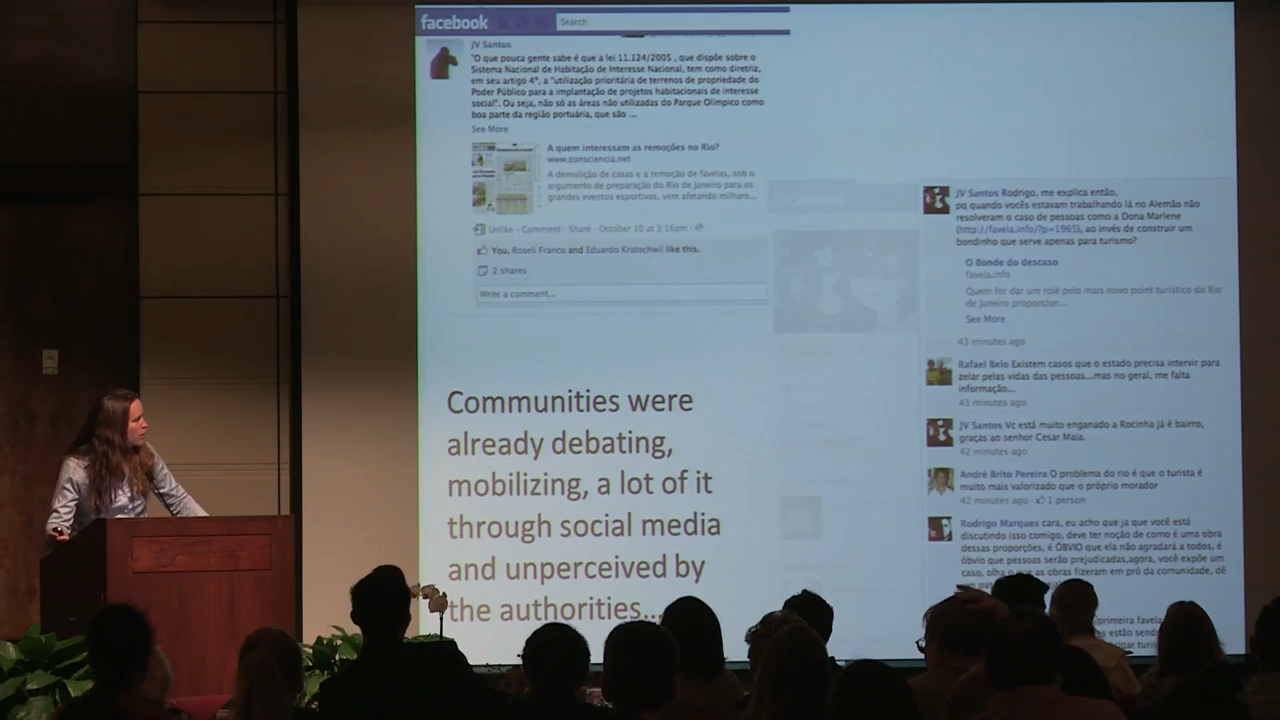 facebook
Search
JV Santos
"O que pouca gente sabe é que a lei 11.124/2005 , que dispõe sobre o
Sistema Nacional de Habitação de Interesse Nacional, tem como diretriz,
em seu artigo 4º, a "utilização prioritária de terrenos de propriedade do
Poder Público para a implantação de projetos habitacionais de interesse
social". Ou seja, não só as áreas não utilizadas do Parque Olímpico como
boa parte da região portuária, que são ...
See More
A quem interessam as remoções no Rio?
www.consciencia.net
A demolição de casas e a remoção de favelas, sob o
argumento de preparação do Rio de Janeiro para os
grandes eventos esportivos, vem afetando milhare...
Unlike · Comment · Share · October 10 at 3:16pm ·
You, Roseli Franco and Eduardo Kratochwil like this.
2 shares
Write a comment...
Communities were
already debating,
mobilizing, a lot of it
through social media
and unperceived by
the authorities...
JV Santos Rodrigo, me explica então,
pq quando vocês estavam trabalhando lá no Alemão não
resolveram o caso de pessoas como a Dona Marlene
(http://favela.info/?p=1965), ao invés de construir um
bondinho que serve apenas para turismo?
O Bonde do descaso
favela.info
Quem for dar um rolé pelo mais novo point turístico do Rio
de Janeiro proporcion...
See More
43 minutes ago
Rafael Belo Existem casos que o estado precisa intervir para
zelar pelas vidas das pessoas...mas no geral, me falta
informação...
43 minutes ago
JV Santos Vc está muito enganado a Rocinha já é bairro,
graças ao senhor Cesar Maia.
42 minutes ago
André Brito Pereira O problema do rio é que o turista é
muito mais valorizado que o próprio morador
42 minutes ago · 1 person
Rodrigo Marques cara, eu acho que ja que você está
discutindo isso comigo, deve ter noção de como é uma obra
dessas proporções, é ÓBVIO que ela não agradará a todos, é
óbvio que pessoas serão prejudicadas,agora, você expõe um
caso, olha o que as obras fizeram em pró da comunidade, dê
primeira favela
estão send